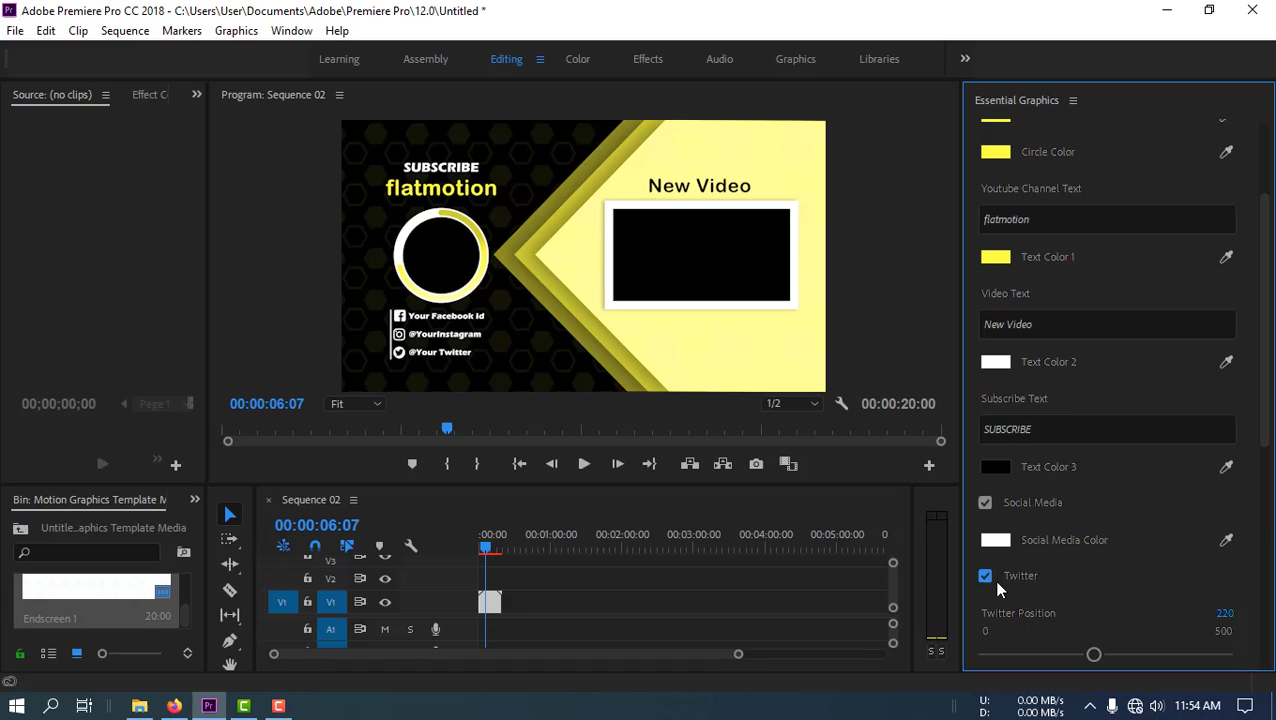 Adobe Premiere Pro CC 2018 - C:\Users\User\Documents\Adobe\Premiere Pro\12.0\Untitled *
File Edit Clip Sequence Markers Graphics Window Help
Learning Assembly Editing Color Effects Audio Graphics Libraries
Source: (no clips) Effect C
Program: Sequence 02
Essential Graphics
SUBSCRIBE
flatmotion
New Video
Your Facebook Id
@YourInstagram
@Your Twitter
Circle Color
Youtube Channel Text
flatmotion
Text Color 1
Video Text
New Video
Text Color 2
Subscribe Text
SUBSCRIBE
Text Color 3
Social Media
Social Media Color
Twitter
Twitter Position 220
0 500
00;00;00;00 Page 1
00:00:06:07 Fit 1/2 00:00:20:00
Bin: Motion Graphics Template M
Untitle..aphics Template Media
Endscreen 1 20:00
Sequence 02
00:00:06:07
:00:00 00:01:00:00 00:02:00:00 00:03:00:00 00:04:00:00 00:05:00:00 0
V3
V2
V1 V1
A1 M S
S S
Pr
U: 0.00 MB/s
D: 0.00 MB/s
11:54 AM